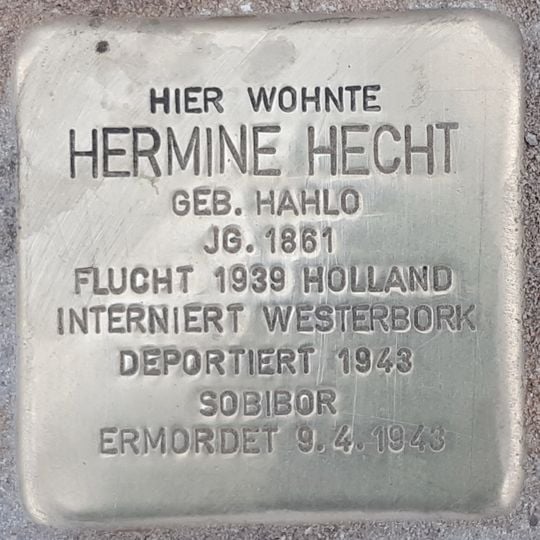 HIER WOHNTE
HERMINE HECHT
GEB. HAHLO
JG. 1861
FLUCHT 1939 HOLLAND
INTERNIERT WESTERBORK
DEPORTIERT 1943
SOBIBOR
ERMORDET 9.4.1943